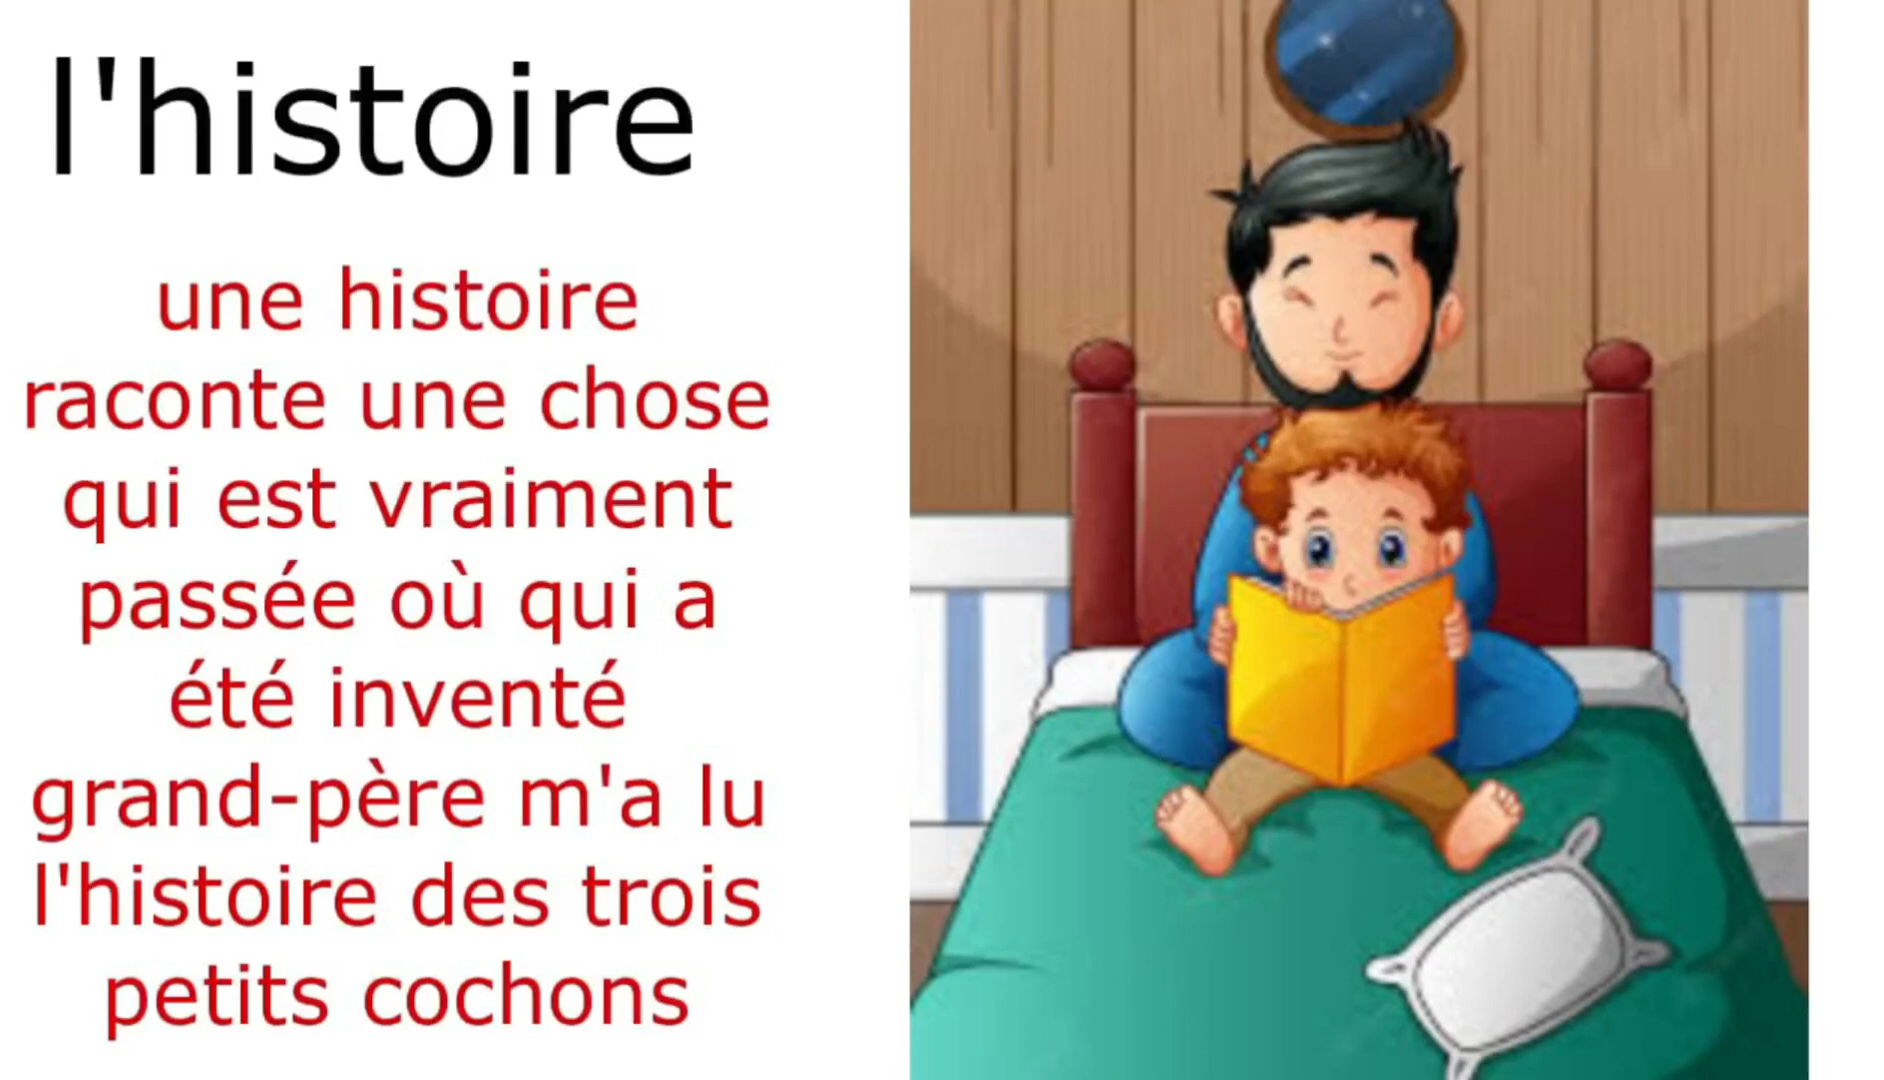 l'histoire
une histoire
raconte une chose
qui est vraiment
passée où qui a
été inventé
grand-père m'a lu
l'histoire des trois
petits cochons